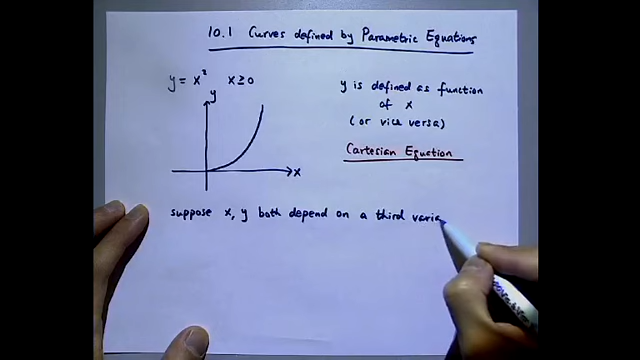 10.1 Curves defined by Parametric Equations
y = x² x ≥ 0
y
x
y is defined as function
of x
(or vice versa)
Cartesian Equation
suppose x, y both depend on a third varia